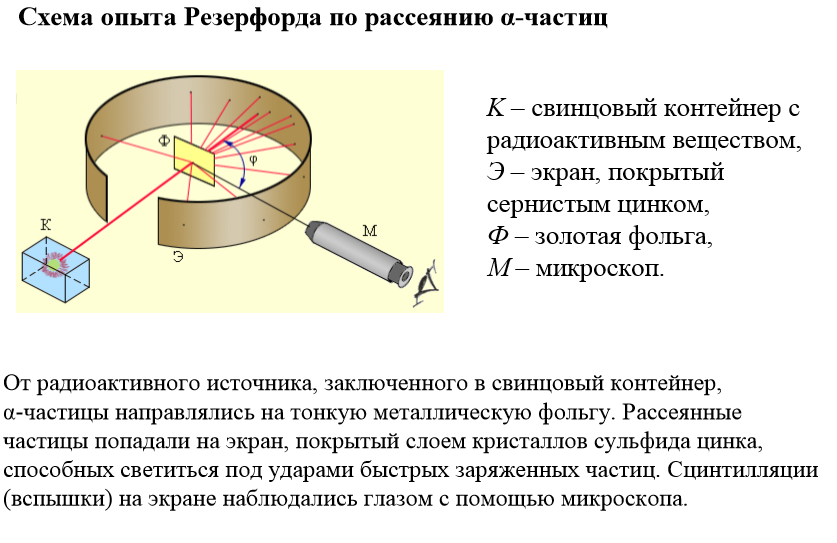 Схема опыта Резерфорда по рассеянию α-частиц
К – свинцовый контейнер с
радиоактивным веществом,
Э – экран, покрытый
сернистым цинком,
Ф – золотая фольга,
М – микроскоп.
Ф
φ
К
М
Э
От радиоактивного источника, заключенного в свинцовый контейнер,
α-частицы направлялись на тонкую металлическую фольгу. Рассеянные
частицы попадали на экран, покрытый слоем кристаллов сульфида цинка,
способных светиться под ударами быстрых заряженных частиц. Сцинтилляции
(вспышки) на экране наблюдались глазом с помощью микроскопа.